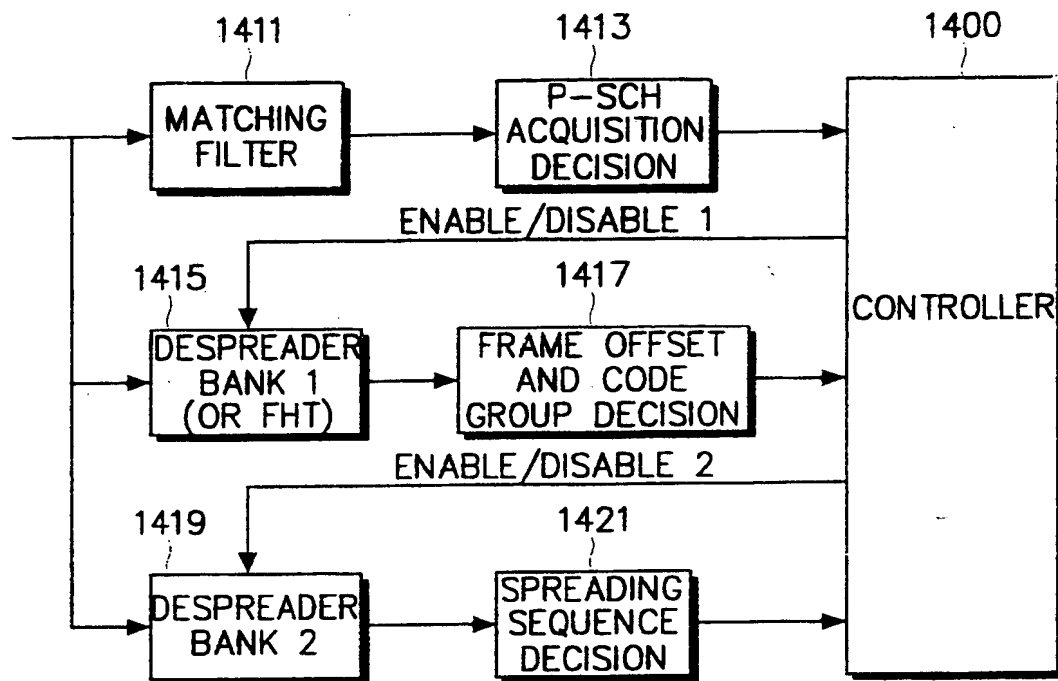 1411
1413
1400
MATCHING
FILTER
P-SCH
ACQUISITION
DECISION
ENABLE/DISABLE 1
1415
1417
CONTROLLER
DESPREADER
BANK 1
(OR FHT)
FRAME OFFSET
AND CODE
GROUP DECISION
ENABLE/DISABLE 2
1419
1421
DESPREADER
BANK 2
SPREADING
SEQUENCE
DECISION